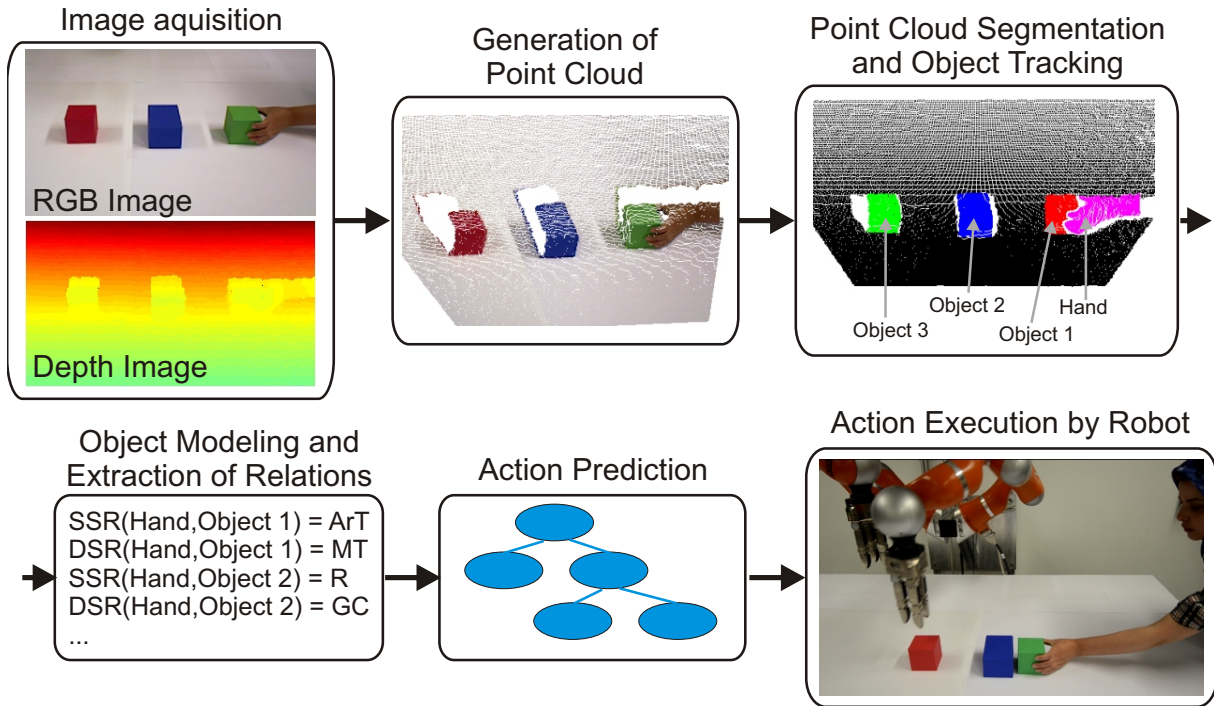 Image aquisition
RGB Image
Depth Image
Generation of
Point Cloud
Point Cloud Segmentation
and Object Tracking
Object 3
Object 2
Object 1
Hand
Object Modeling and
Extraction of Relations
SSR(Hand,Object 1) = ArT
DSR(Hand,Object 1) = MT
SSR(Hand,Object 2) = R
DSR(Hand,Object 2) = GC
...
Action Prediction
Action Execution by Robot